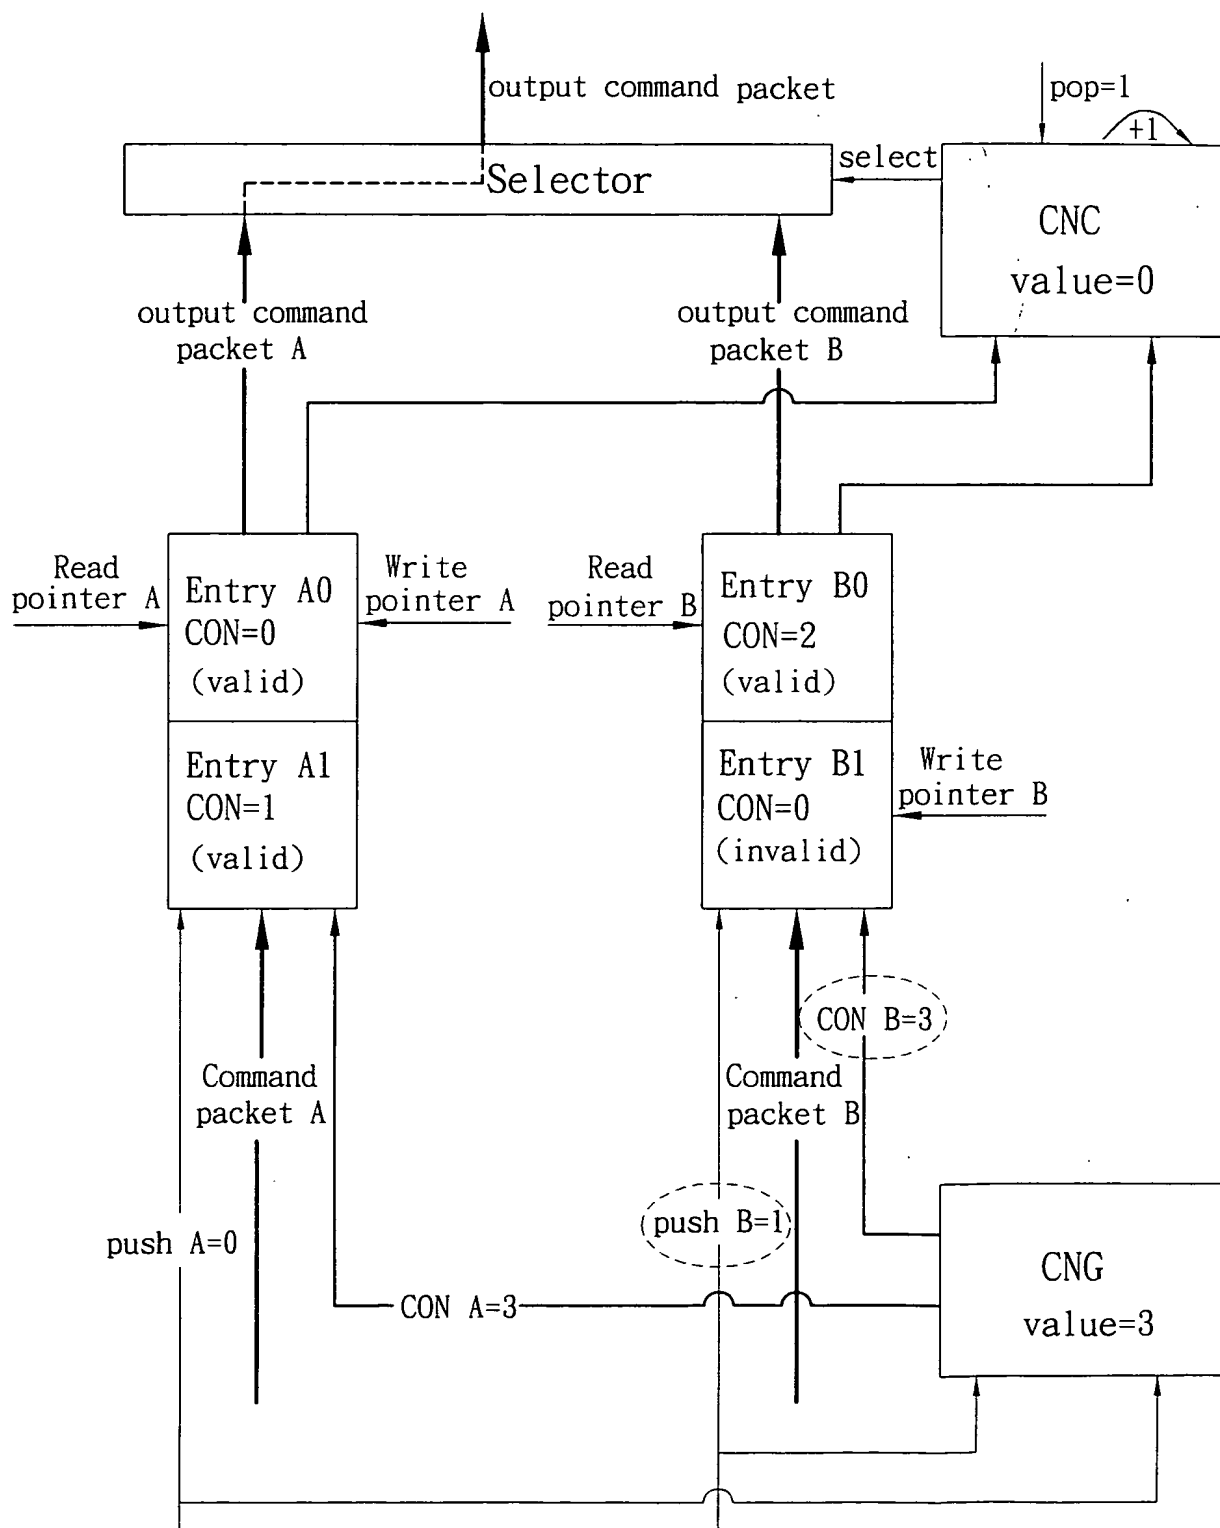 output command packet
pop=1
+1
select
Selector
CNC
value=0
output command
packet A
output command
packet B
Read
pointer A
Entry A0
CON=0
(valid)
Write
pointer A
Read
pointer B
Entry B0
CON=2
(valid)
Entry A1
CON=1
(valid)
Entry B1
CON=0
(invalid)
Write
pointer B
CON B=3
Command
packet A
Command
packet B
push A=0
push B=1
CON A=3
CNG
value=3